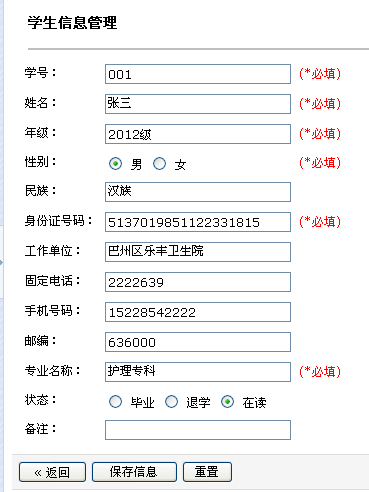 学生信息管理
学号： 001 (*必填)
姓名： 张三 (*必填)
年级： 2012级 (*必填)
性别： 男 女 (*必填)
民族： 汉族
身份证号码： 5137019851122331815 (*必填)
工作单位： 巴州区乐丰卫生院
固定电话： 2222639
手机号码： 15228542222
邮编： 636000
专业名称： 护理专科 (*必填)
状态： 毕业 退学 在读
备注：
« 返回 保存信息 重置